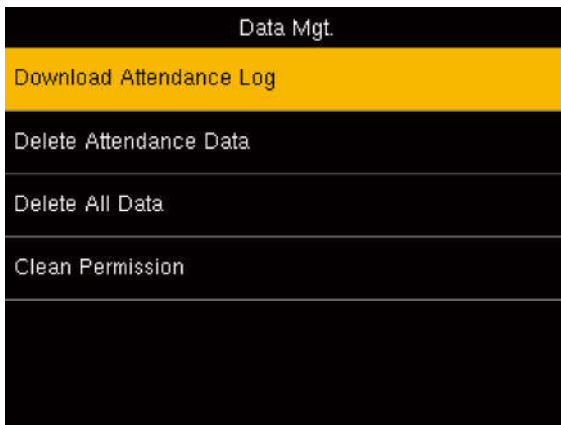 Data Mgt.
Download Attendance Log
Delete Attendance Data
Delete All Data
Clean Permission